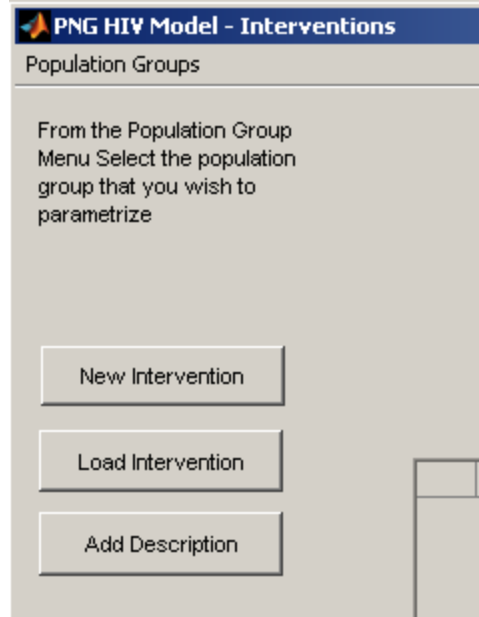 PNG HIV Model - Interventions
Population Groups
From the Population Group
Menu Select the population
group that you wish to
parametrize
New Intervention
Load Intervention
Add Description